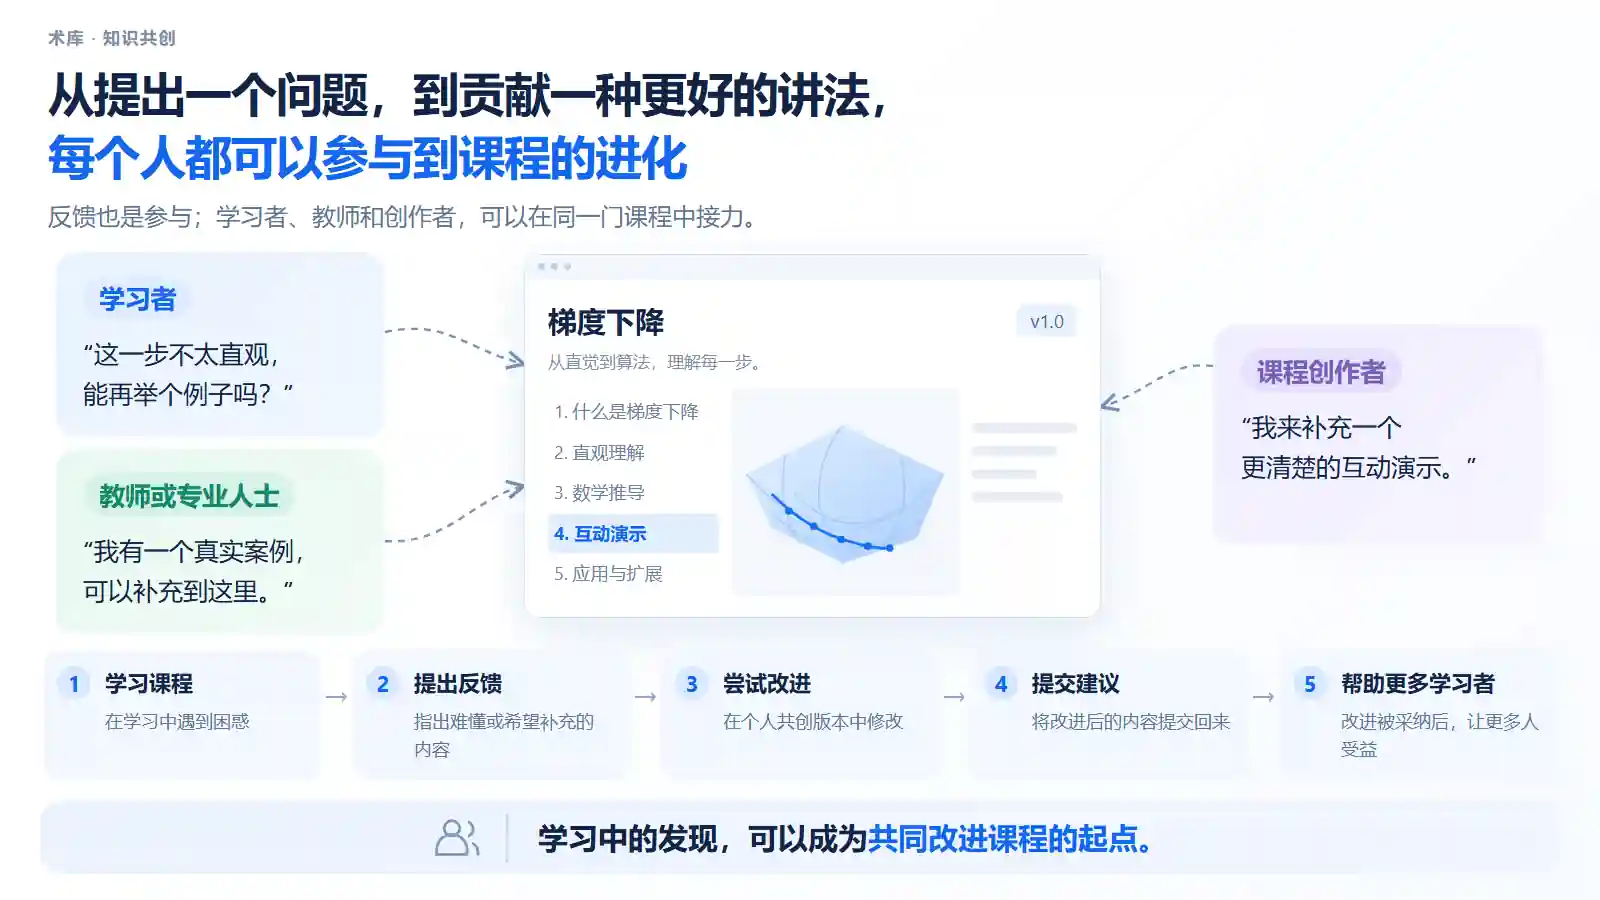 术库 · 知识共创
从提出一个问题，到贡献一种更好的讲法，
每个人都可以参与到课程的进化
反馈也是参与；学习者、教师和创作者，可以在同一门课程中接力。
学习者
“这一步不太直观，
能再举个例子吗？”
教师或专业人士
“我有一个真实案例，
可以补充到这里。”
梯度下降
v1.0
从直觉到算法，理解每一步。
1. 什么是梯度下降
2. 直观理解
3. 数学推导
4. 互动演示
5. 应用与扩展
课程创作者
“我来补充一个
更清楚的互动演示。”
1 学习课程
在学习中遇到困惑
2 提出反馈
指出难懂或希望补充的
内容
3 尝试改进
在个人共创版本中修改
4 提交建议
将改进后的内容提交回来
5 帮助更多学习者
改进被采纳后，让更多人
受益
学习中的发现，可以成为共同改进课程的起点。